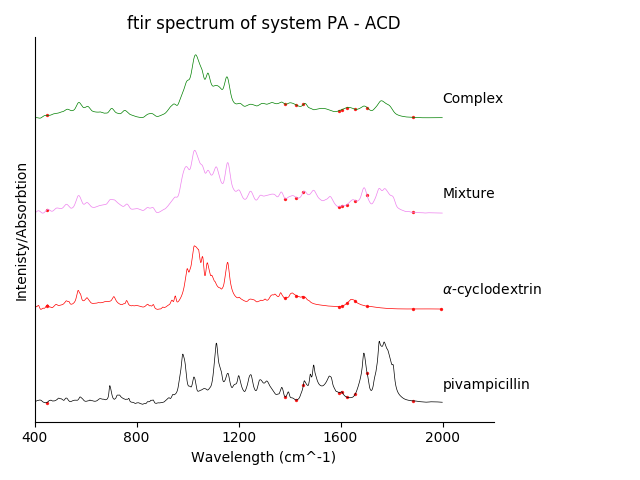 ftir spectrum of system PA - ACD
Intenisty/Absorbtion
Complex
Mixture
α-cyclodextrin
pivampicillin
400 800 1200 1600 2000
Wavelength (cm^-1)